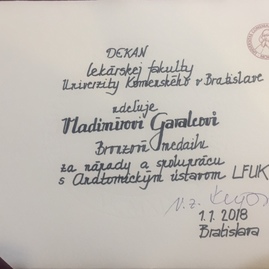 DEKAN
lekárskej fakulty
Univerzity Komenského v Bratislave
udeľuje
Vladimírovi Garalovi
Bronzovú medailu
za nápady a spoluprácu
s Anatomickým ústavom LFUK
1.1.2018
Bratislava